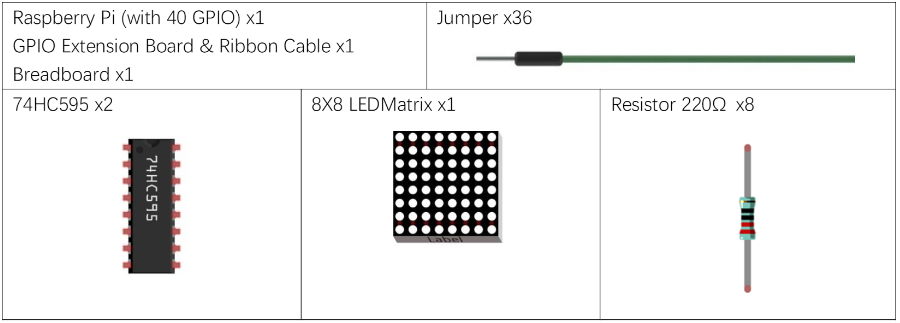 Raspberry Pi (with 40 GPIO) x1
GPIO Extension Board & Ribbon Cable x1
Breadboard x1
Jumper x36
74HC595 x2
8X8 LEDMatrix x1
Resistor 220Ω x8
74HC595
Label